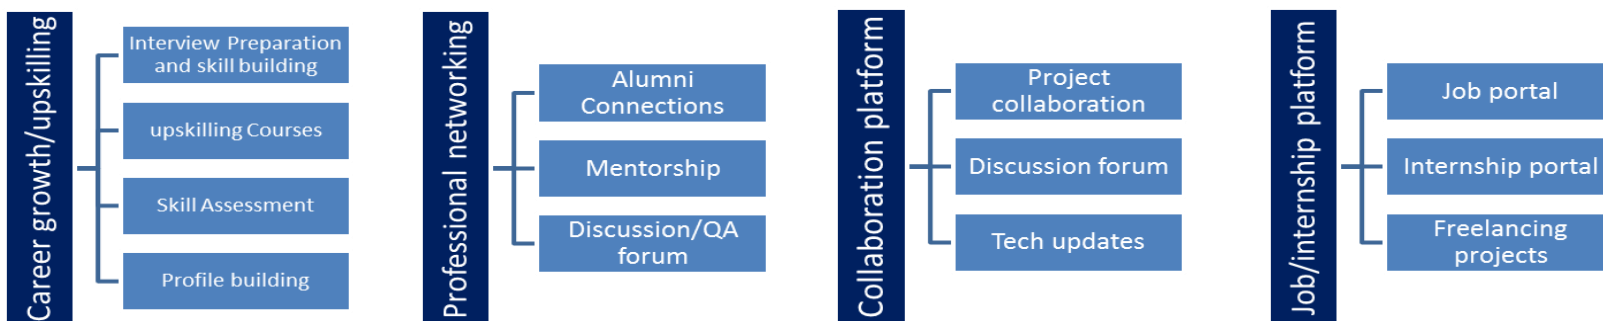 Career growth/upskilling
Interview Preparation
and skill building
upskilling Courses
Skill Assessment
Profile building
Professional networking
Alumni
Connections
Mentorship
Discussion/QA
forum
Collaboration platform
Project
collaboration
Discussion forum
Tech updates
Job/internship platform
Job portal
Internship portal
Freelancing
projects